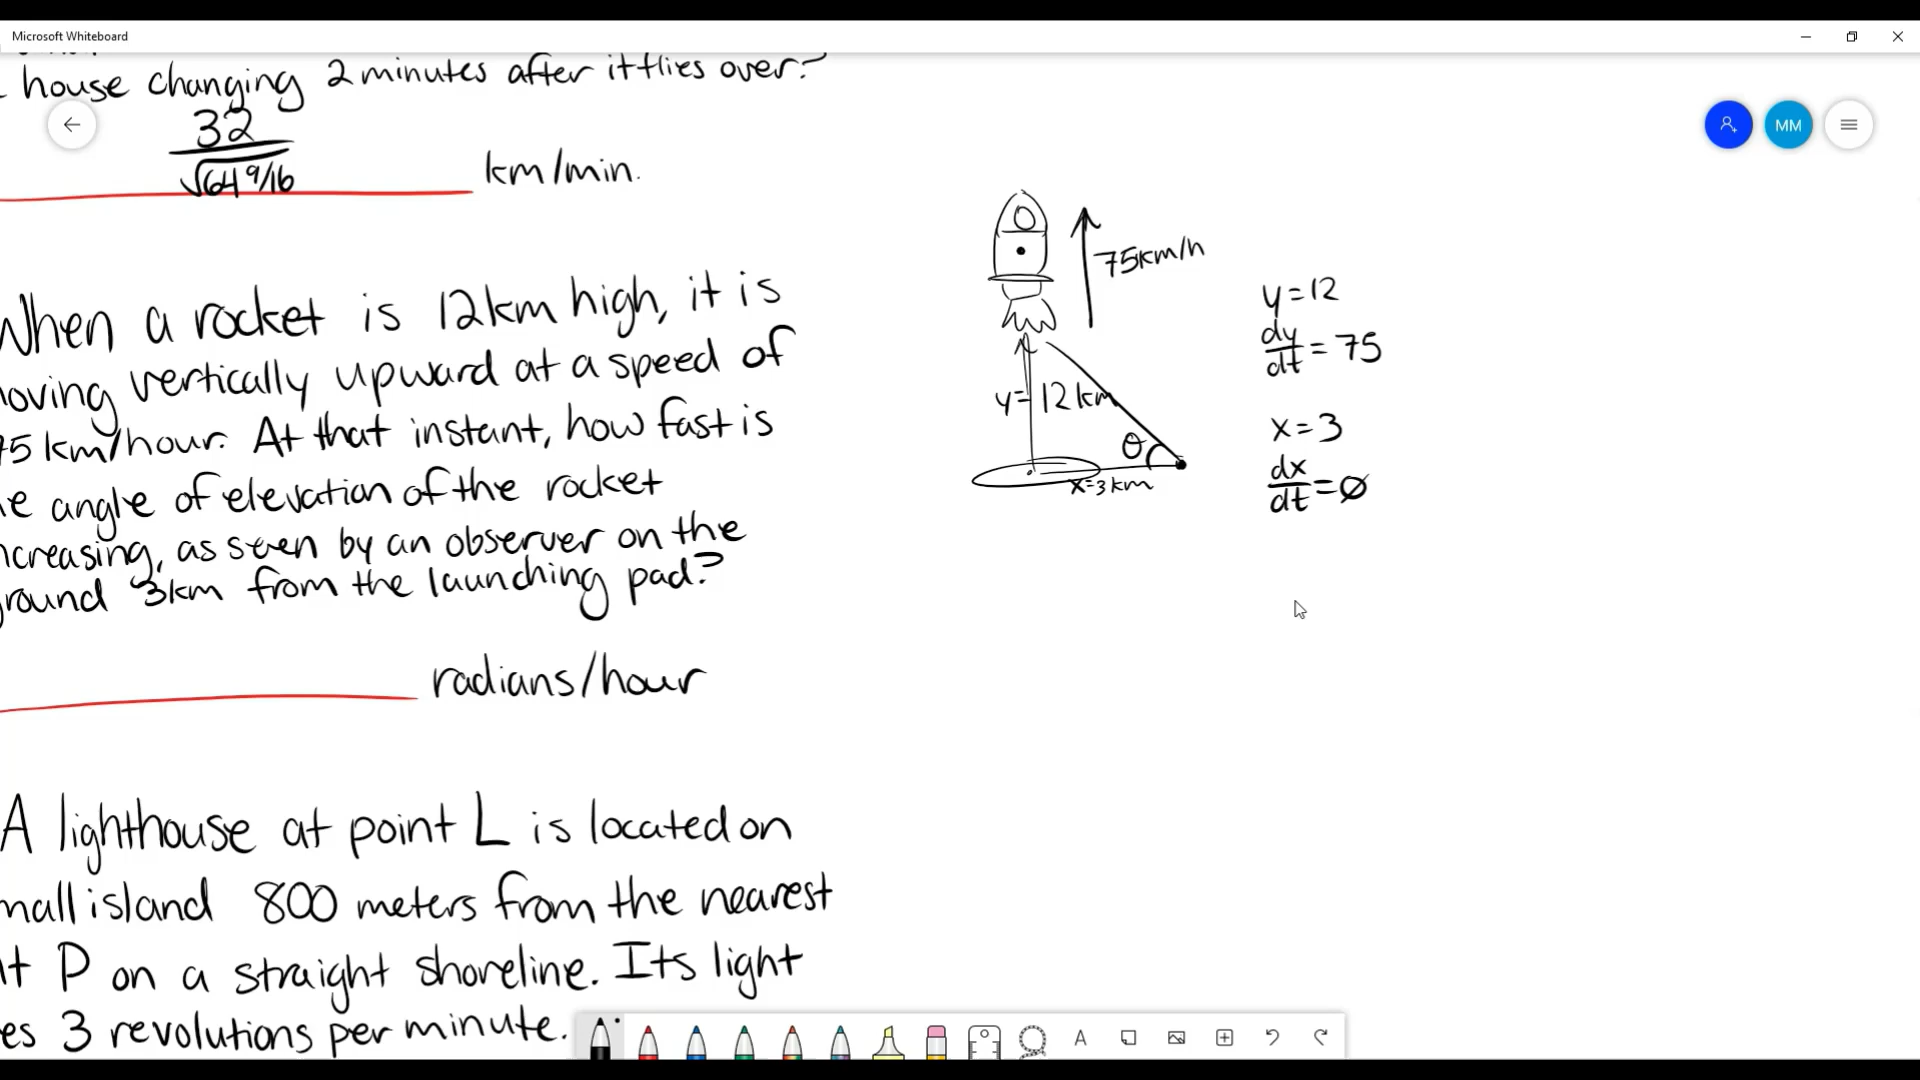 Microsoft Whiteboard
house changing 2 minutes after it flies over?
32
√64 9/16
km/min.
When a rocket is 12km high, it is
oving vertically upward at a speed of
75 km/hour. At that instant, how fast is
e angle of elevation of the rocket
ncreasing, as seen by an observer on the
round 3km from the launching pad?
radians/hour
75km/h
y=12km
θ
x=3km
y=12
dy
dt = 75
x=3
dx
dt = Ø
MM
A lighthouse at point L is located on
mall island 800 meters from the nearest
nt P on a straight shoreline. Its light
es 3 revolutions per minute.
A